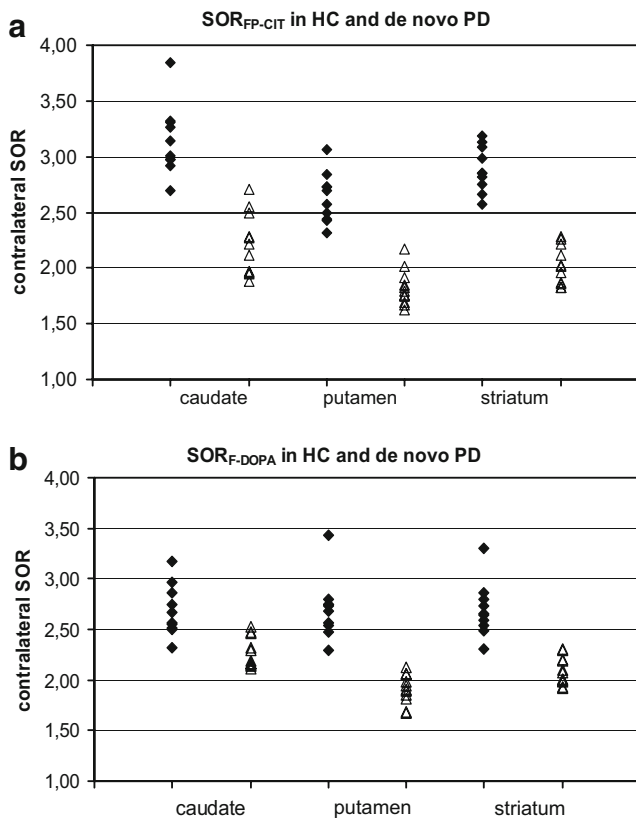 a
SOR_FP-CIT in HC and de novo PD
contralateral SOR
4,00
3,50
3,00
2,50
2,00
1,50
1,00
caudate putamen striatum
b
SOR_F-DOPA in HC and de novo PD
contralateral SOR
4,00
3,50
3,00
2,50
2,00
1,50
1,00
caudate putamen striatum